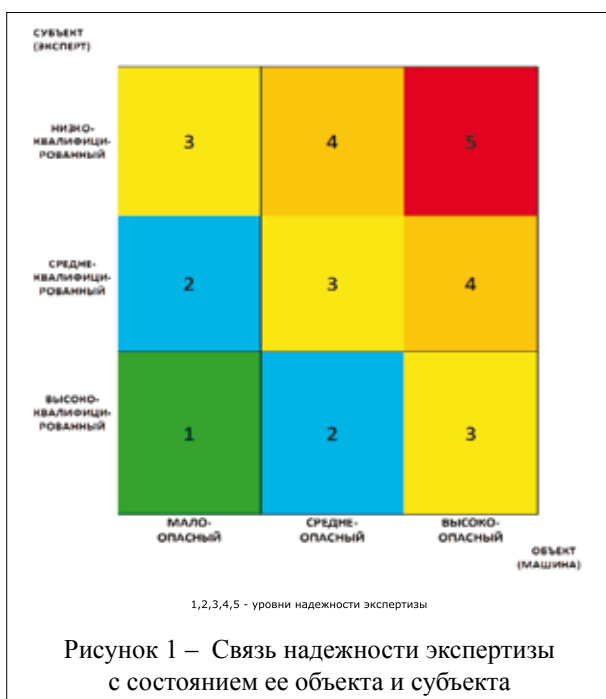 СУБЪЕКТ
(ЭКСПЕРТ)
НИЗКО-
КВАЛИФИЦИ-
РОВАННЫЙ
3 4 5
СРЕДНЕ-
КВАЛИФИЦИ-
РОВАННЫЙ
2 3 4
ВЫСОКО-
КВАЛИФИЦИ-
РОВАННЫЙ
1 2 3
МАЛО-
ОПАСНЫЙ
СРЕДНЕ-
ОПАСНЫЙ
ВЫСОКО-
ОПАСНЫЙ
ОБЪЕКТ
(МАШИНА)
1,2,3,4,5 - уровни надежности экспертизы
Рисунок 1 – Связь надежности экспертизы
с состоянием ее объекта и субъекта